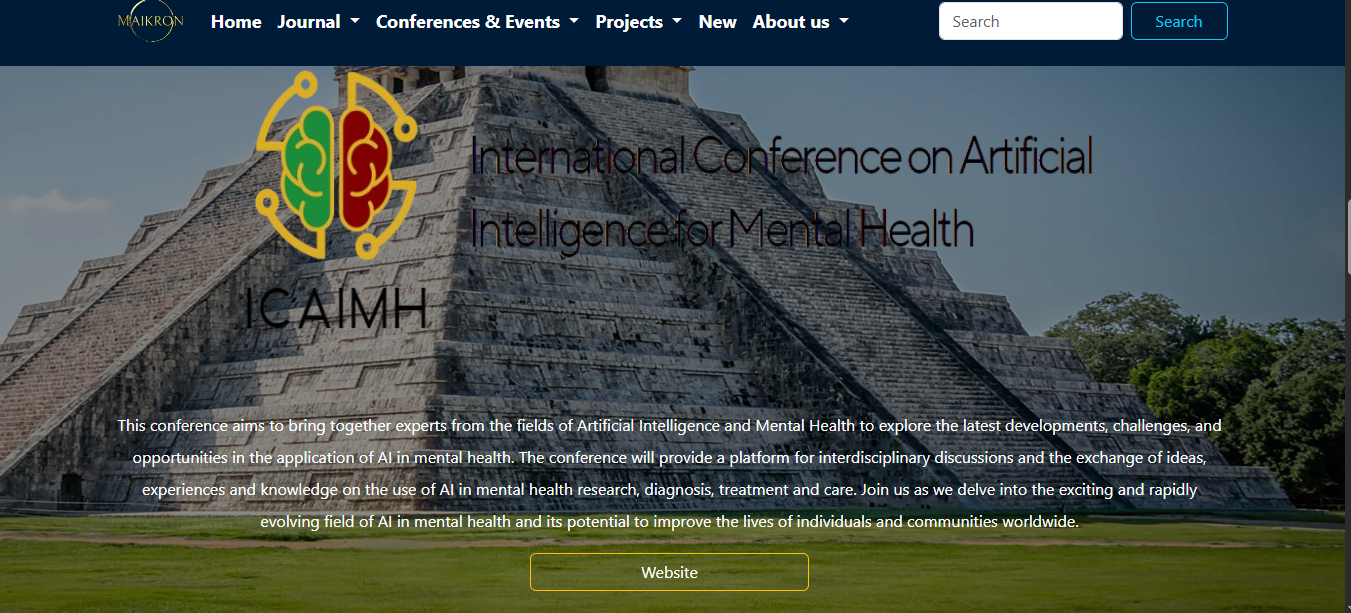 MAIKRON Home Journal Conferences & Events Projects New About us Search Search
International Conference on Artificial
Intelligence for Mental Health
ICAIMH
This conference aims to bring together experts from the fields of Artificial Intelligence and Mental Health to explore the latest developments, challenges, and
opportunities in the application of AI in mental health. The conference will provide a platform for interdisciplinary discussions and the exchange of ideas,
experiences and knowledge on the use of AI in mental health research, diagnosis, treatment and care. Join us as we delve into the exciting and rapidly
evolving field of AI in mental health and its potential to improve the lives of individuals and communities worldwide.
Website